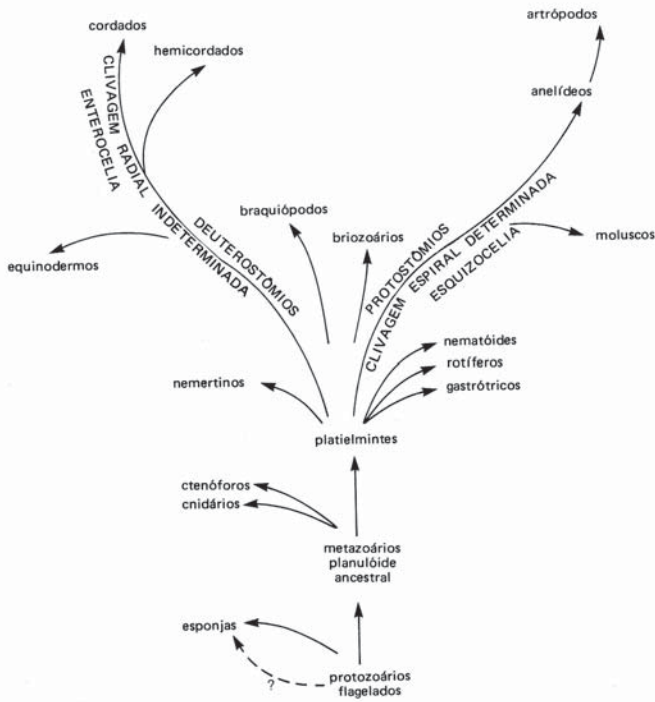 artrópodos
cordados
hemicordados
CLIVAGEM RADIAL INDETERMINADA
ENTEROCELIA
DEUTEROSTÔMIOS
anelídeos
braquiópodos
briozoários
PROTOSTÔMIOS
CLIVAGEM ESPIRAL DETERMINADA
ESQUIZOCELIA
moluscos
equinodermos
nematóides
rotíferos
gastrótricos
nemertinos
platielmintes
ctenóforos
cnidários
metazoários
planulóide
ancestral
esponjas
?
protozoários
flagelados